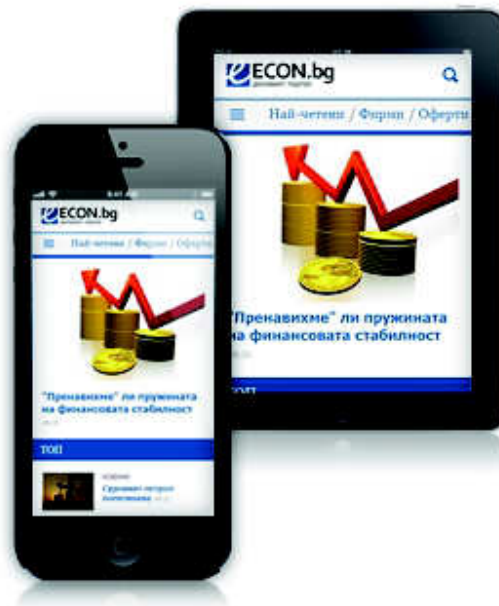 ECON.bg
Най-четени / Фирми / Оферти
"Пренавихме" ли пружината
на финансовата стабилност
ТОП
ECON.bg
Най-четени / Фирми / Оферти
"Пренавихме" ли пружината
на финансовата стабилност
ТОП